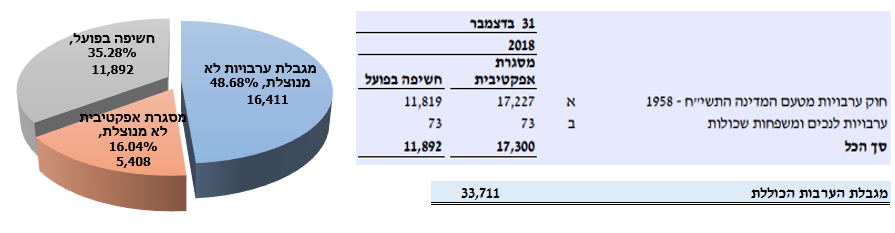 חשיפה בפועל,
35.28%
11,892
מגבלת ערבויות לא
מנוצלת, 48.68%
16,411
מסגרת אפקטיבית
לא מנוצלת,
16.04%
5,408
31 בדצמבר
2018
מסגרת
אפקטיבית חשיפה בפועל
חוק ערבויות מטעם המדינה התשי"ח - 1958 א 17,227 11,819
ערבויות לנכים ומשפחות שכולות ב 73 73
סך הכל 17,300 11,892
מגבלת הערבות הכוללת 33,711